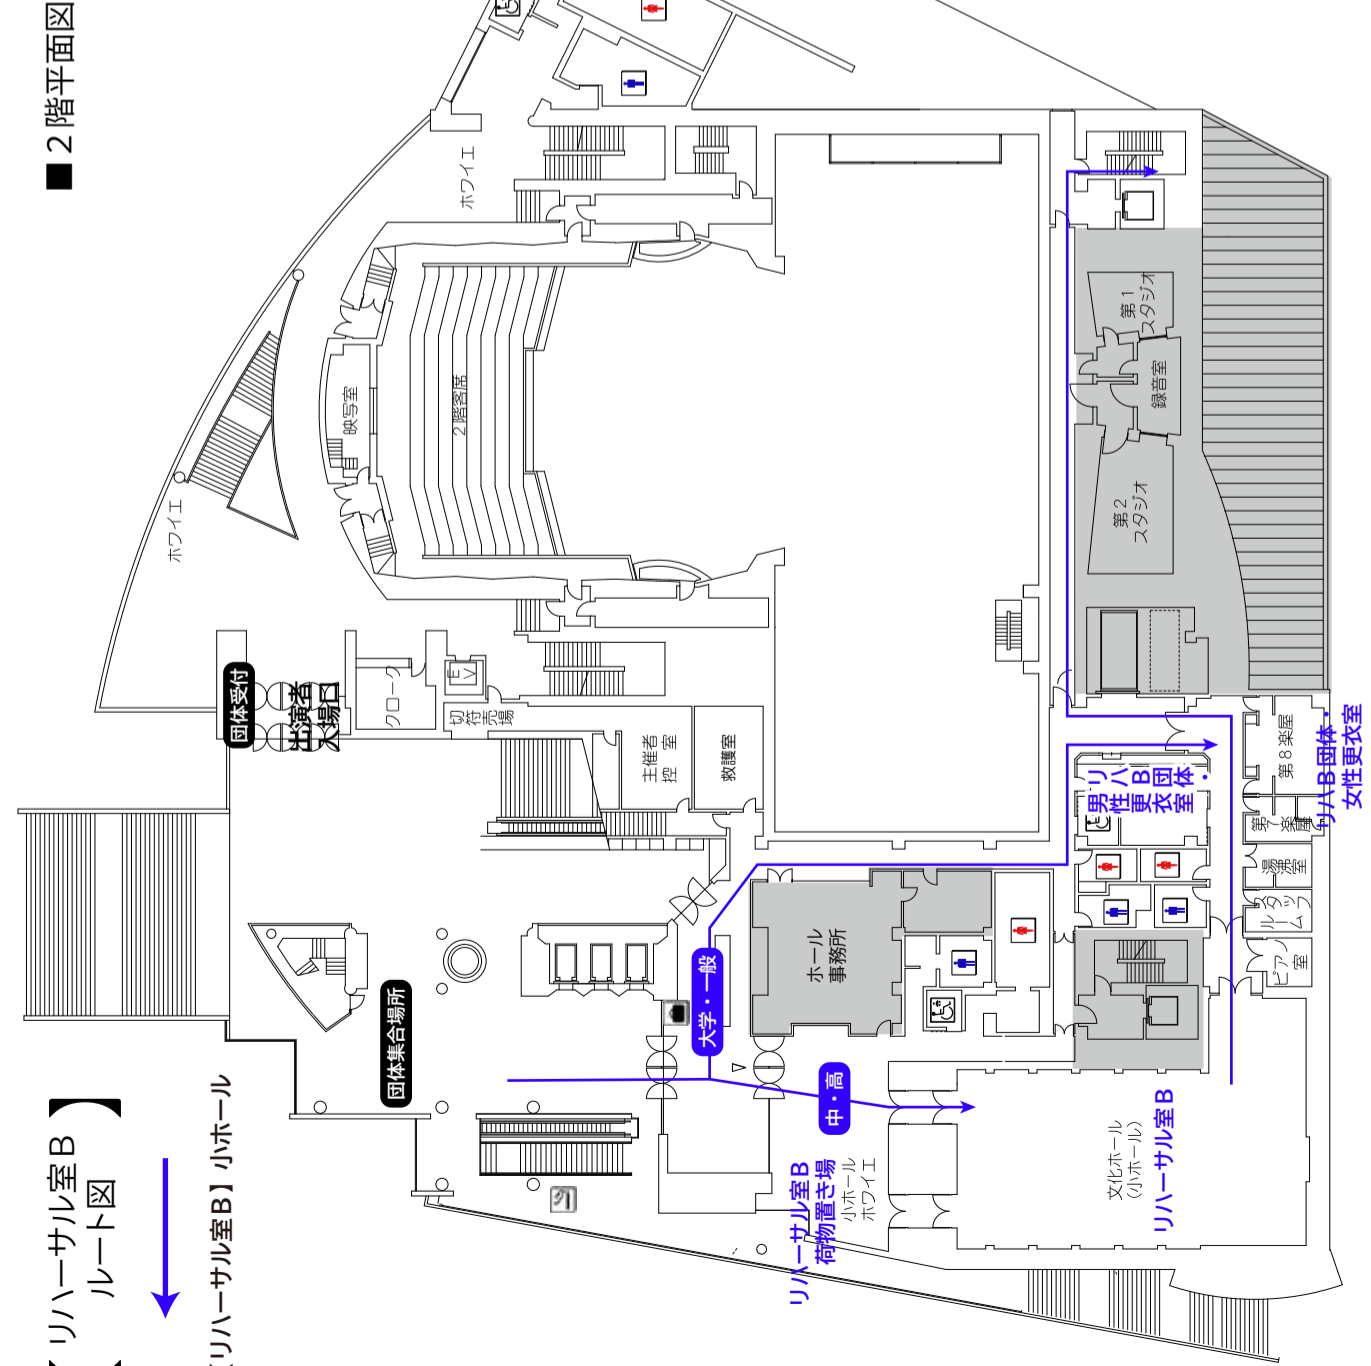 ■2階平面図
【リハーサル室B】
ルート図
【リハーサル室B】小ホール
ホワイエ
ホワイエ
映写室
2階客席
団体受付
出演者
入場口
クローク
EV
切符売場
主催者
控室
救護室
団体集合場所
大学・一般
ホール
事務所
中・高
リハーサル室B
荷物置き場
小ホール
ホワイエ
文化ホール
(小ホール)
リハーサル室B
第1
スタジオ
録音室
第2
スタジオ
リハB団体・
男性更衣室
第8楽屋
リハB団体・
女性更衣室
第7楽屋
湯沸室
スタッフ
ルーム
ピアノ
室